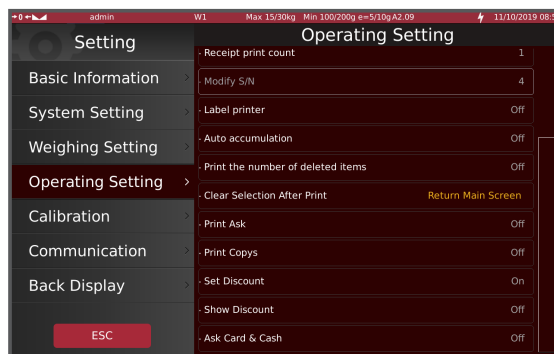 →0← admin W1 Max 15/30kg Min 100/200g e=5/10g A2.09 11/10/2019 08:5
Setting
Operating Setting
Basic Information >
System Setting >
Weighing Setting >
Operating Setting >
Calibration >
Communication >
Back Display >
ESC
- Receipt print count 1
- Modify S/N 4
- Label printer Off
- Auto accumulation Off
- Print the number of deleted items Off
- Clear Selection After Print Return Main Screen
- Print Ask Off
- Print Copys Off
- Set Discount On
- Show Discount Off
- Ask Card & Cash Off